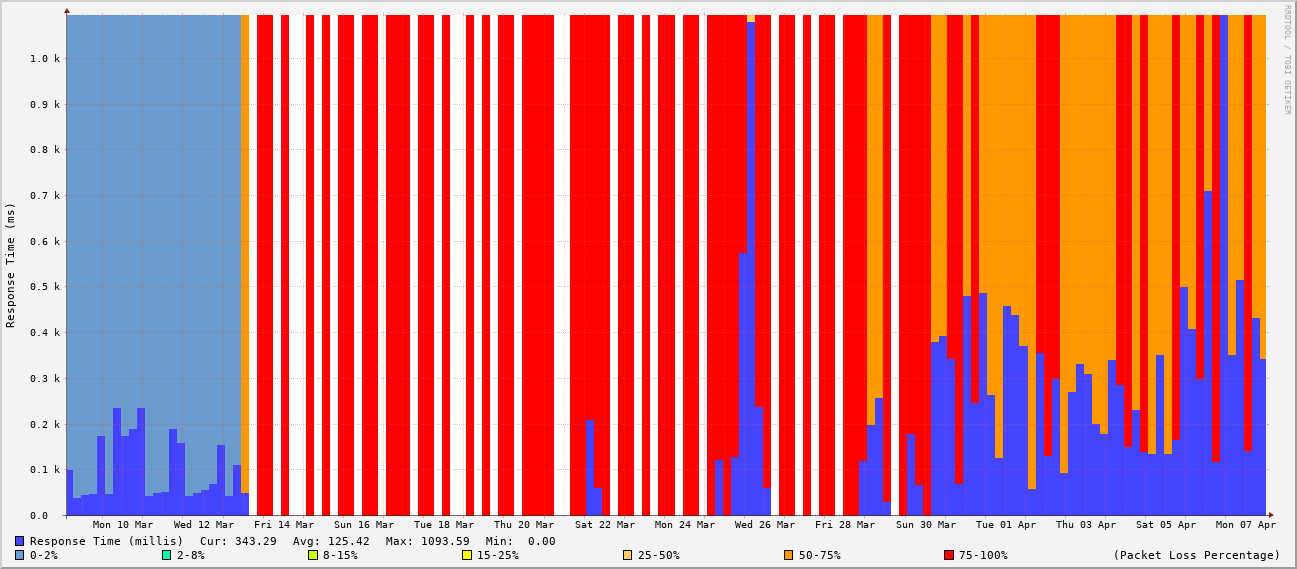 RRDTOOL / TOBI OETIKER
Response Time (ms)
1.0 k
0.9 k
0.8 k
0.7 k
0.6 k
0.5 k
0.4 k
0.3 k
0.2 k
0.1 k
0.0
Mon 10 Mar Wed 12 Mar Fri 14 Mar Sun 16 Mar Tue 18 Mar Thu 20 Mar Sat 22 Mar Mon 24 Mar Wed 26 Mar Fri 28 Mar Sun 30 Mar Tue 01 Apr Thu 03 Apr Sat 05 Apr Mon 07 Apr
Response Time (millis) Cur: 343.29 Avg: 125.42 Max: 1093.59 Min: 0.00
0-2% 2-8% 8-15% 15-25% 25-50% 50-75% 75-100% (Packet Loss Percentage)